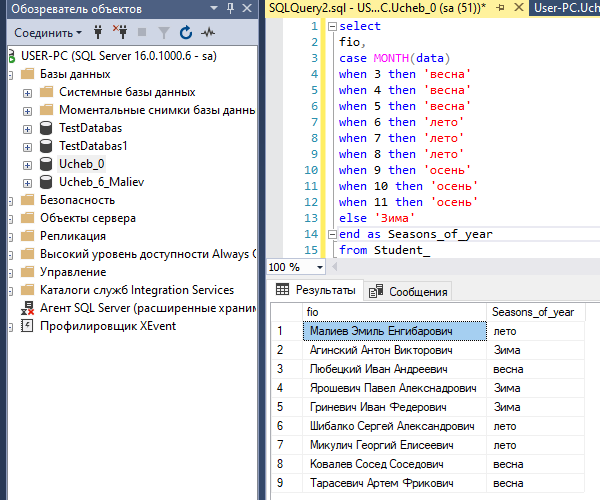 Обозреватель объектов
Соединить
USER-PC (SQL Server 16.0.1000.6 - sa)
Базы данных
Системные базы данных
Моментальные снимки базы данны
TestDatabas
TestDatabas1
Ucheb_0
Ucheb_6_Maliev
Безопасность
Объекты сервера
Репликация
Высокий уровень доступности Always O
Управление
Каталоги служб Integration Services
Агент SQL Server (расширенные храним
Профилировщик XEvent
SQLQuery2.sql - US...C.Ucheb_0 (sa (51))*
User-PC.Uch
1 select
2 fio,
3 case MONTH(data)
4 when 3 then 'весна'
5 when 4 then 'весна'
6 when 5 then 'весна'
7 when 6 then 'лето'
8 when 7 then 'лето'
9 when 8 then 'лето'
10 when 9 then 'осень'
11 when 10 then 'осень'
12 when 11 then 'осень'
13 else 'Зима'
14 end as Seasons_of_year
15 from Student_
100 %
Результаты
Сообщения
fio Seasons_of_year
1 Малиев Эмиль Енгибарович лето
2 Агинский Антон Викторович Зима
3 Любецкий Иван Андреевич весна
4 Ярошевич Павел Алекснадрович Зима
5 Гриневич Иван Федерович Зима
6 Шибалко Сергей Александрович лето
7 Микулич Георгий Елисеевич лето
8 Ковалев Сосед Соседович весна
9 Тарасевич Артем Фрикович весна